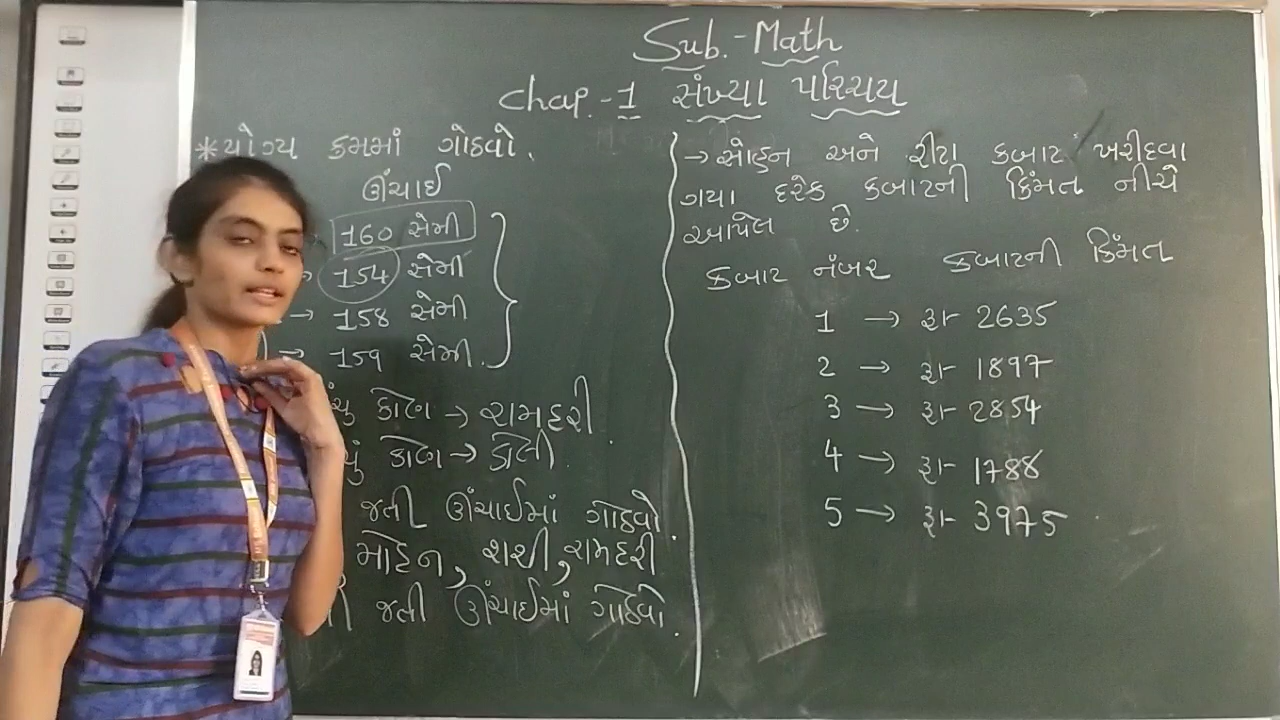 Sub. - Math
Chap. - 1 સંખ્યા પરિચય
* યોગ્ય ક્રમમાં ગોઠવો.
ઊંચાઈ
160 સેમી
154 સેમી
→ 158 સેમી
→ 159 સેમી.
કોણ → રામહરી.
કોણ → ડોલી.
જતી ઊંચાઈમાં ગોઠવો.
મોહન, શશી, રામહરી
જતી ઊંચાઈમાં ગોઠવો.
→ સોહન અને રીટા કબાટ ખરીદવા
ગયા દરેક કબાટની કિંમત નીચે
આપેલ છે.
કબાટ નંબર કબાટની કિંમત
1 → રૂ- 2635
2 → રૂ- 1897
3 → રૂ- 2854
4 → રૂ- 1788
5 → રૂ- 3975